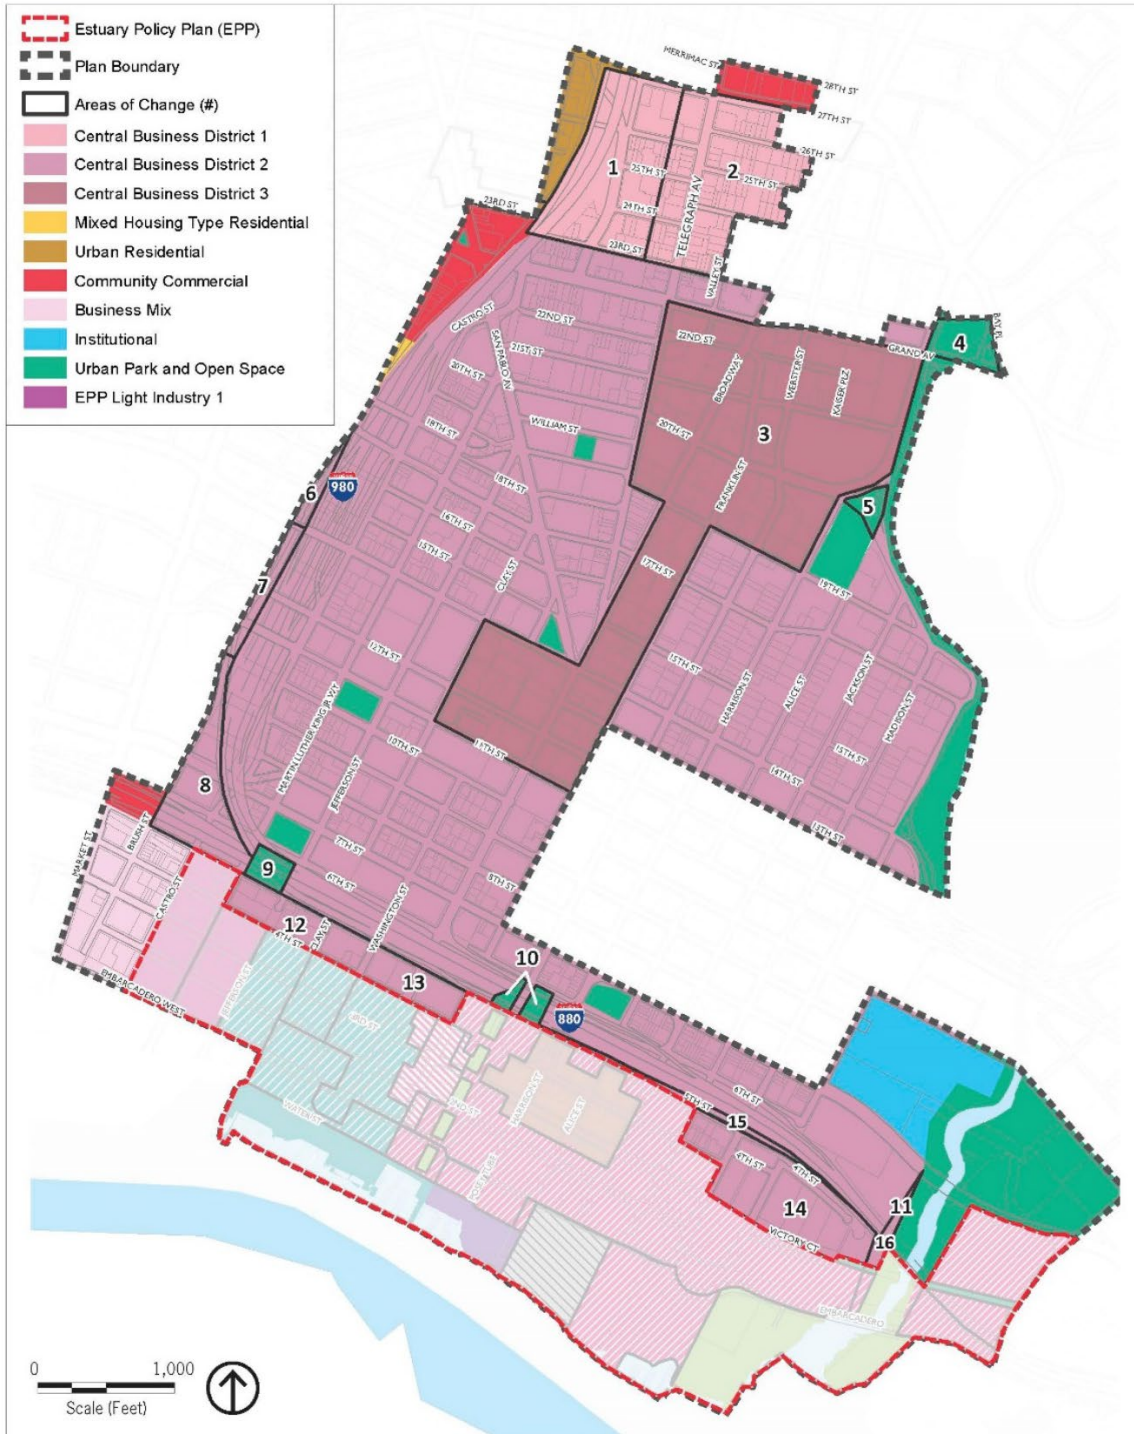 Estuary Policy Plan (EPP)
Plan Boundary
Areas of Change (#)
Central Business District 1
Central Business District 2
Central Business District 3
Mixed Housing Type Residential
Urban Residential
Community Commercial
Business Mix
Institutional
Urban Park and Open Space
EPP Light Industry 1
MERRIMAC ST
28TH ST
27TH ST
26TH ST
1
25TH ST
2
25TH ST
TELEGRAPH AV
24TH ST
23RD ST
23RD ST
VALLEY ST
CASTRO ST
22ND ST
22ND ST
SAN PABLO AV
21ST ST
20TH ST
BROADWAY
WEBSTER ST
KAISER PLZ
GRAND AV
4
BAY PL
18TH ST
WILLIAM ST
20TH ST
3
FRANKLIN ST
980
6
18TH ST
5
16TH ST
15TH ST
CLAY ST
17TH ST
19TH ST
7
12TH ST
15TH ST
HARRISON ST
ALICE ST
JACKSON ST
MADISON ST
MARTIN LUTHER KING JR WY
10TH ST
11TH ST
15TH ST
14TH ST
13TH ST
8
JEFFERSON ST
MARKET ST
BRUSH ST
CASTRO ST
7TH ST
9
6TH ST
8TH ST
WASHINGTON ST
12
4TH ST
CLAY ST
13
10
880
EMBARCADERO WEST
JEFFERSON ST
3RD ST
WATER ST
2ND ST
HARRISON ST
ALICE ST
POSEY TUBE
5TH ST
15
6TH ST
4TH ST
4TH ST
14
VICTORY CT
11
16
EMBARCADERO
0
1,000
Scale (Feet)